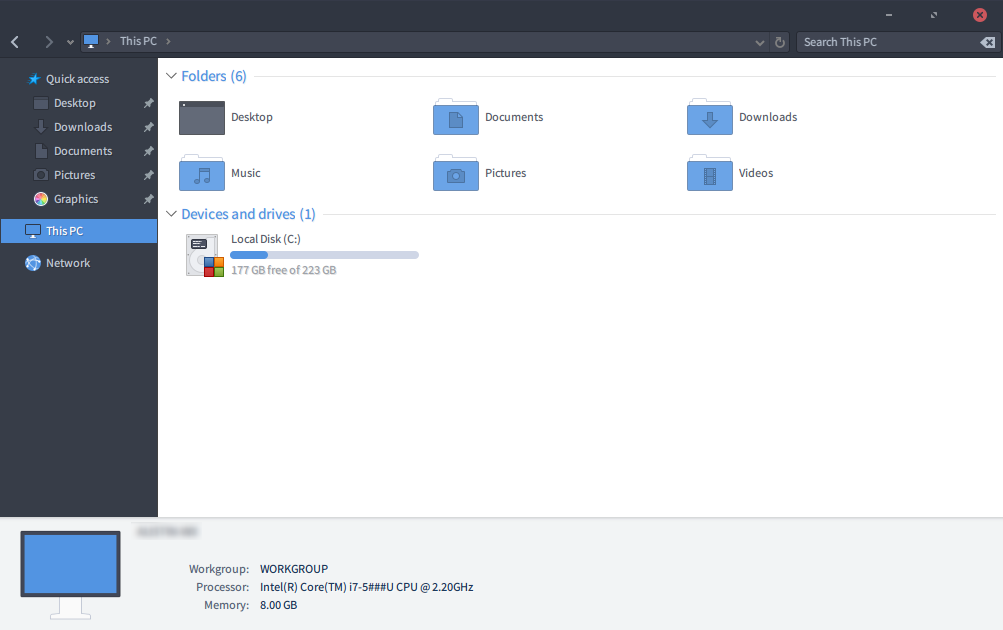 This PC
Search This PC
Quick access
Desktop
Downloads
Documents
Pictures
Graphics
This PC
Network
Folders (6)
Desktop
Documents
Downloads
Music
Pictures
Videos
Devices and drives (1)
Local Disk (C:)
177 GB free of 223 GB
Workgroup: WORKGROUP
Processor: Intel(R) Core(TM) i7-5###U CPU @ 2.20GHz
Memory: 8.00 GB